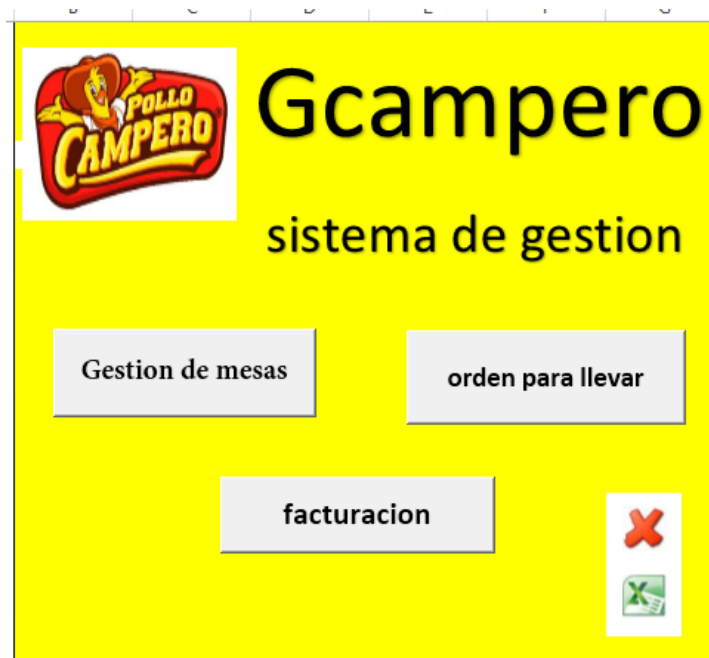 POLLO
CAMPERO
Gcampero
sistema de gestion
Gestion de mesas
orden para llevar
facturacion